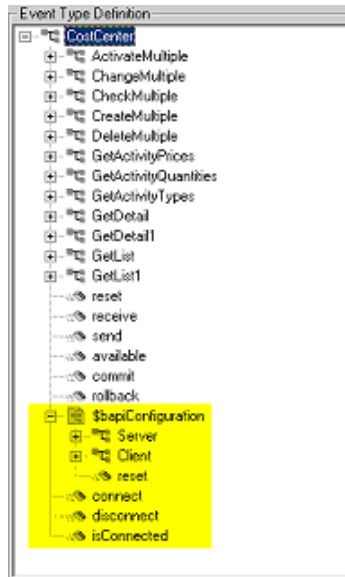 Event Type Definition
CostCenter
ActivateMultiple
ChangeMultiple
CheckMultiple
CreateMultiple
DeleteMultiple
GetActivityPrices
GetActivityQuantities
GetActivityTypes
GetDetail
GetDetail1
GetList
GetList1
reset
receive
send
available
commit
rollback
$bapiConfiguration
Server
Client
reset
connect
disconnect
isConnected